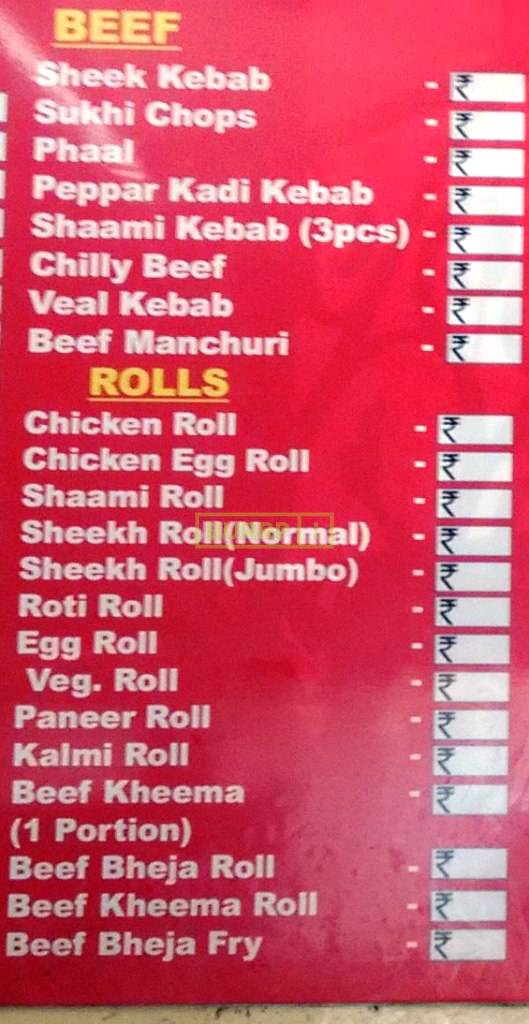 BEEF
Sheek Kebab - ₹
Sukhi Chops - ₹
Phaal - ₹
Peppar Kadi Kebab - ₹
Shaami Kebab (3pcs) - ₹
Chilly Beef - ₹
Veal Kebab - ₹
Beef Manchuri - ₹
ROLLS
Chicken Roll - ₹
Chicken Egg Roll - ₹
Shaami Roll - ₹
Sheekh Roll(Normal) - ₹
Sheekh Roll(Jumbo) - ₹
Roti Roll - ₹
Egg Roll - ₹
Veg. Roll - ₹
Paneer Roll - ₹
Kalmi Roll - ₹
Beef Kheema - ₹
(1 Portion)
Beef Bheja Roll - ₹
Beef Kheema Roll - ₹
Beef Bheja Fry - ₹